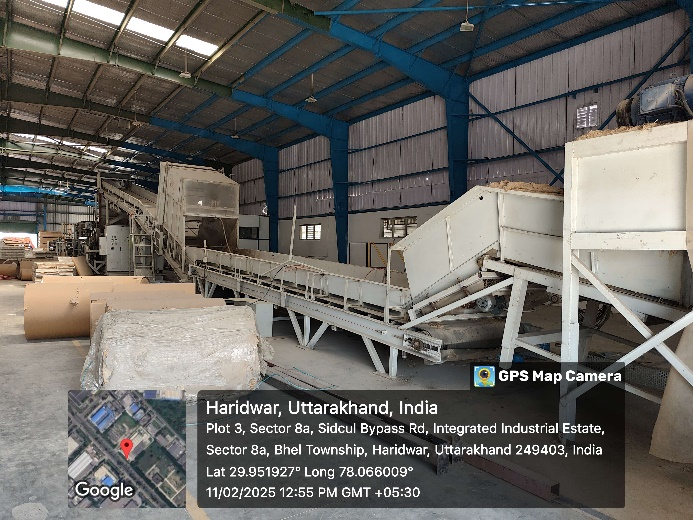 GPS Map Camera
Haridwar, Uttarakhand, India
Plot 3, Sector 8a, Sidcul Bypass Rd, Integrated Industrial Estate,
Sector 8a, Bhel Township, Haridwar, Uttarakhand 249403, India
Lat 29.951927° Long 78.066009°
11/02/2025 12:55 PM GMT +05:30
Google